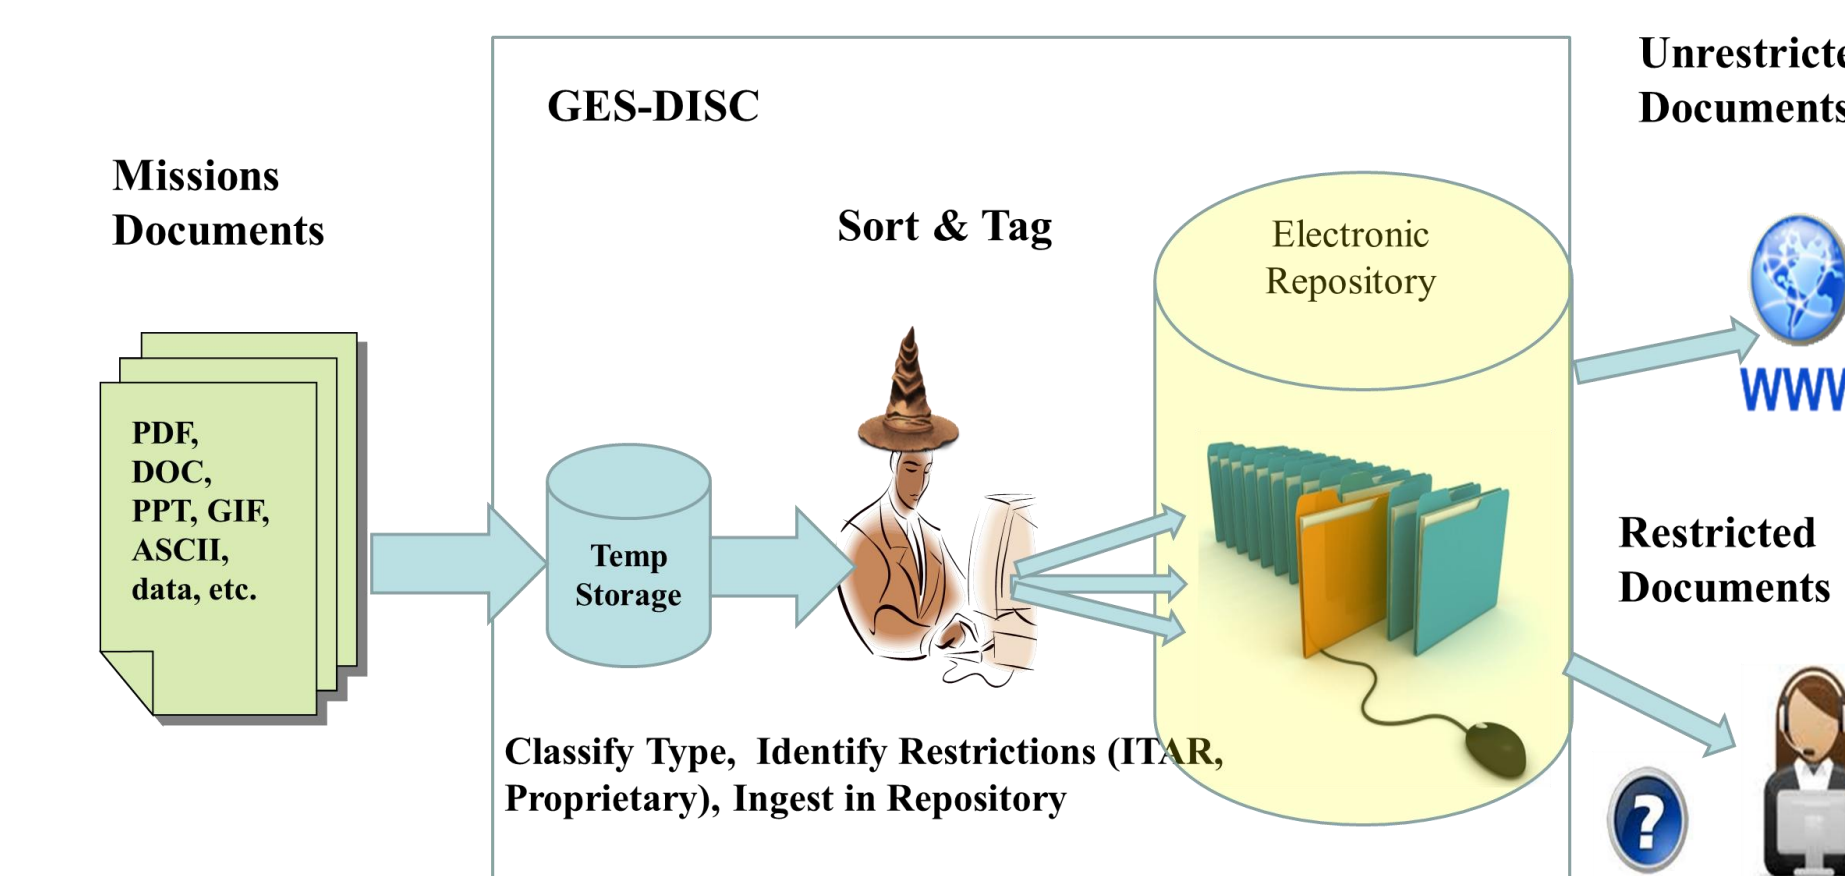 Missions
Documents
PDF,
DOC,
PPT, GIF,
ASCII,
data, etc.
GES-DISC
Temp
Storage
Sort & Tag
Classify Type,  Identify Restrictions (ITAR,
Proprietary), Ingest in Repository
Electronic
Repository
Unrestricte
Documents
WWW
Restricted
Documents
?